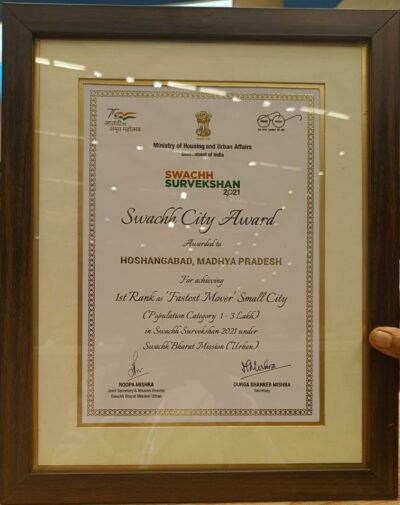 75
आज़ादी का
अमृत महोत्सव
Ministry of Housing and Urban Affairs
Government of India
SWACHH
SURVEKSHAN
2021
Swachh City Award
Awarded to
HOSHANGABAD, MADHYA PRADESH
For achieving
1st Rank as 'Fastest Mover' Small City
(Population Category 1 - 3 Lakh)
in Swachh Survekshan 2021 under
Swachh Bharat Mission (Urban)
ROOPA MISHRA
Joint Secretary & Mission Director
Swachh Bharat Mission-Urban
DURGA SHANKER MISHRA
Secretary